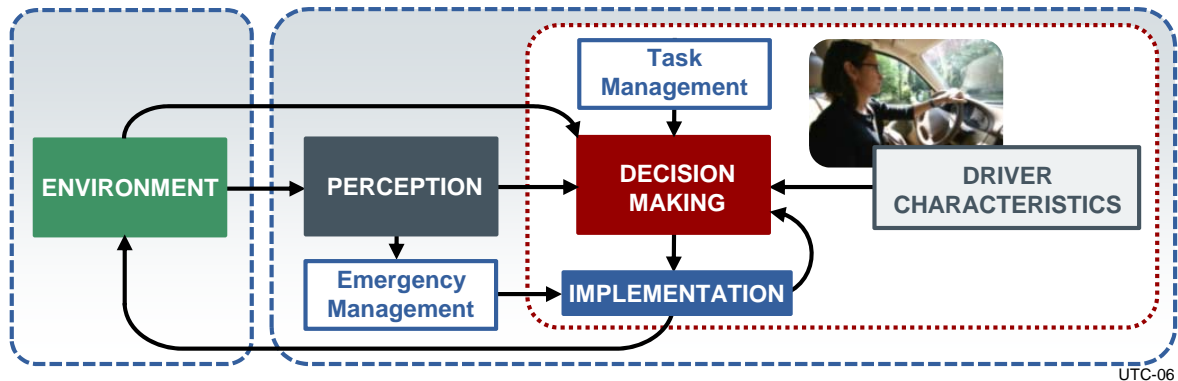 Task
Management
ENVIRONMENT
PERCEPTION
DECISION
MAKING
DRIVER
CHARACTERISTICS
Emergency
Management
IMPLEMENTATION
UTC-06